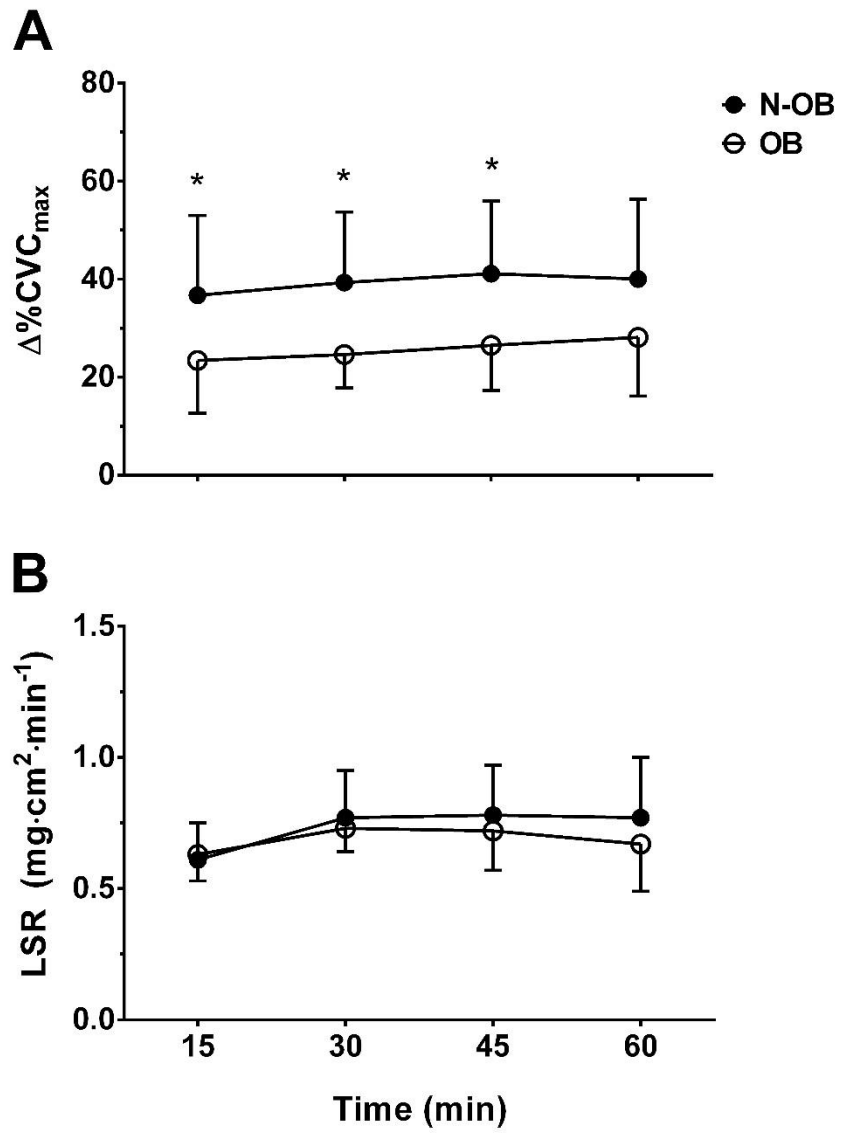 A
80
60
40
20
0
Δ%CVCmax
* * *
N-OB
OB
B
1.5
1.0
0.5
0.0
LSR (mg·cm²·min⁻¹)
15 30 45 60
Time (min)